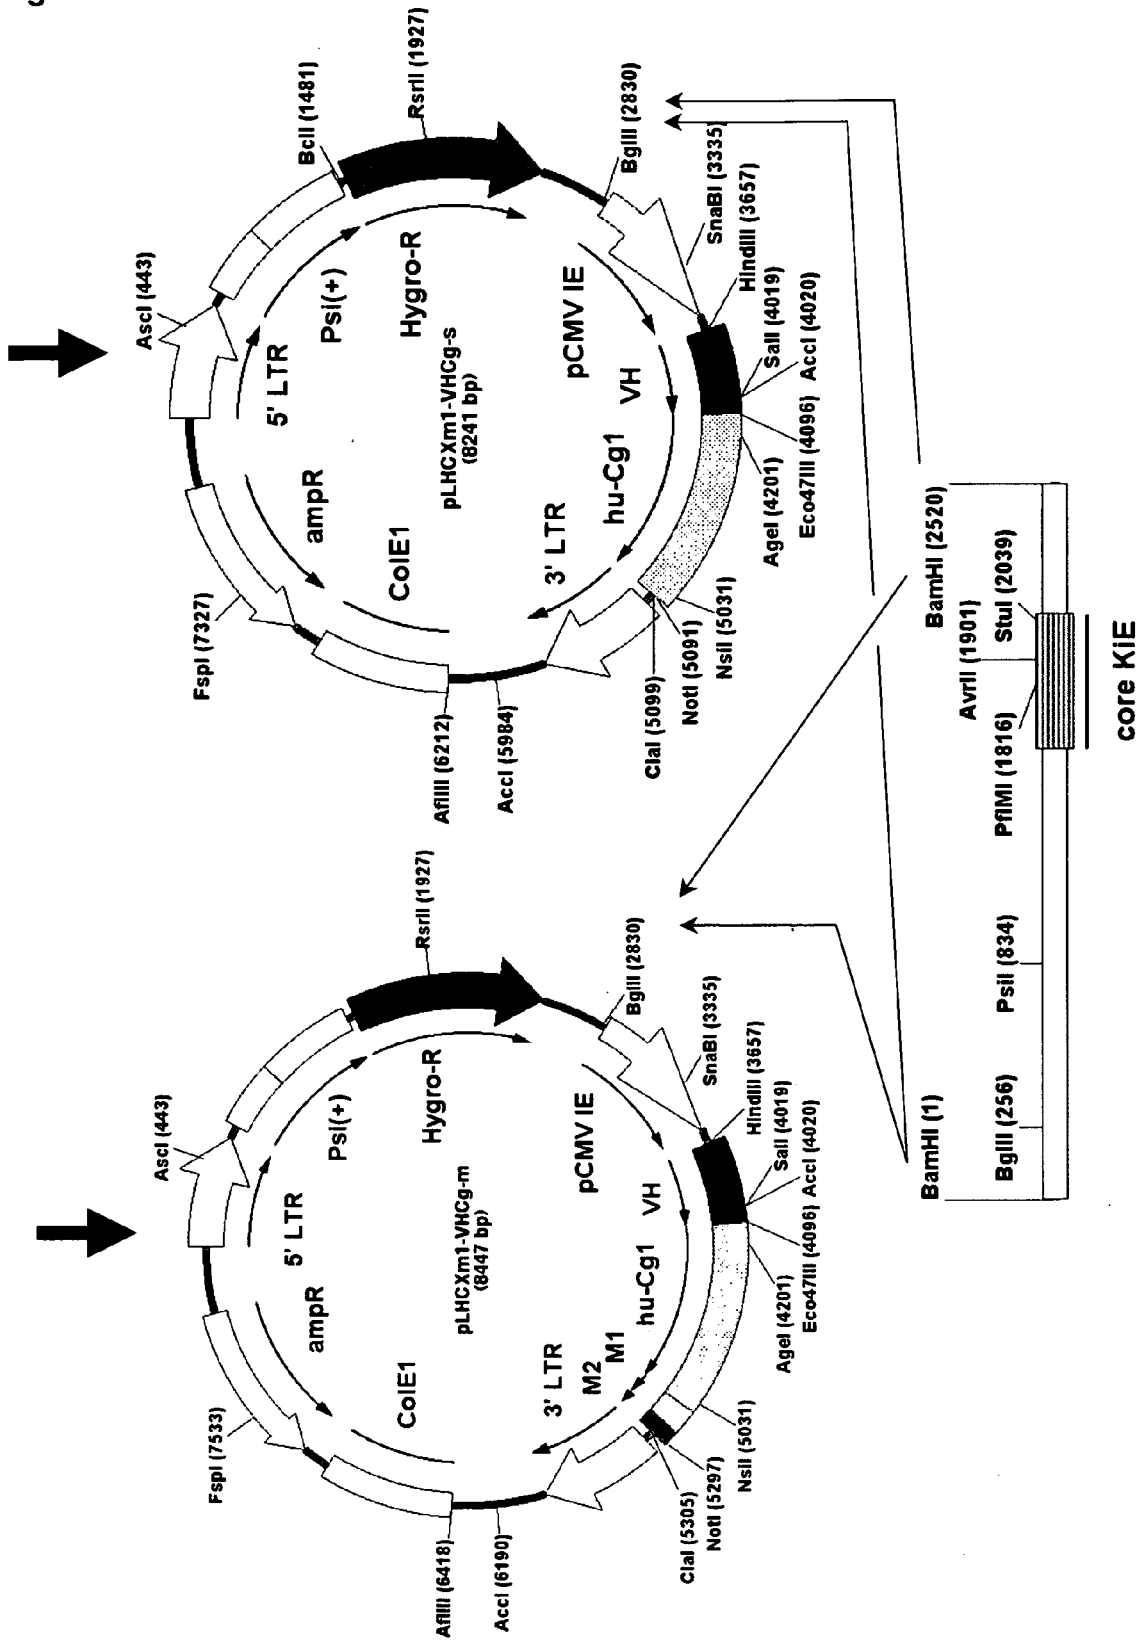 AscI (443)
RsrII (1927)
BglII (2830)
SnaBI (3335)
HindIII (3657)
SalI (4019)
AccI (4020)
Eco47III (4096)
AgeI (4201)
NsiI (5031)
NotI (5297)
ClaI (5305)
AccI (6190)
AflIII (6418)
FspI (7533)
5' LTR
Psi(+)
Hygro-R
pCMV IE
VH
hu-Cg1
M1
M2
3' LTR
ColE1
ampR
pLHCXm1-VHCg-m
(8447 bp)
AscI (443)
BclI (1481)
RsrII (1927)
BglII (2830)
SnaBI (3335)
HindIII (3657)
SalI (4019)
AccI (4020)
Eco47III (4096)
AgeI (4201)
NsiI (5031)
NotI (5091)
ClaI (5099)
AccI (5984)
AflIII (6212)
FspI (7327)
5' LTR
Psi(+)
Hygro-R
pCMV IE
VH
hu-Cg1
3' LTR
ColE1
ampR
pLHCXm1-VHCg-s
(8241 bp)
BamHI (1)
BglII (256)
PsiI (834)
PflMI (1816)
AvrII (1901)
StuI (2039)
BamHI (2520)
core KiE